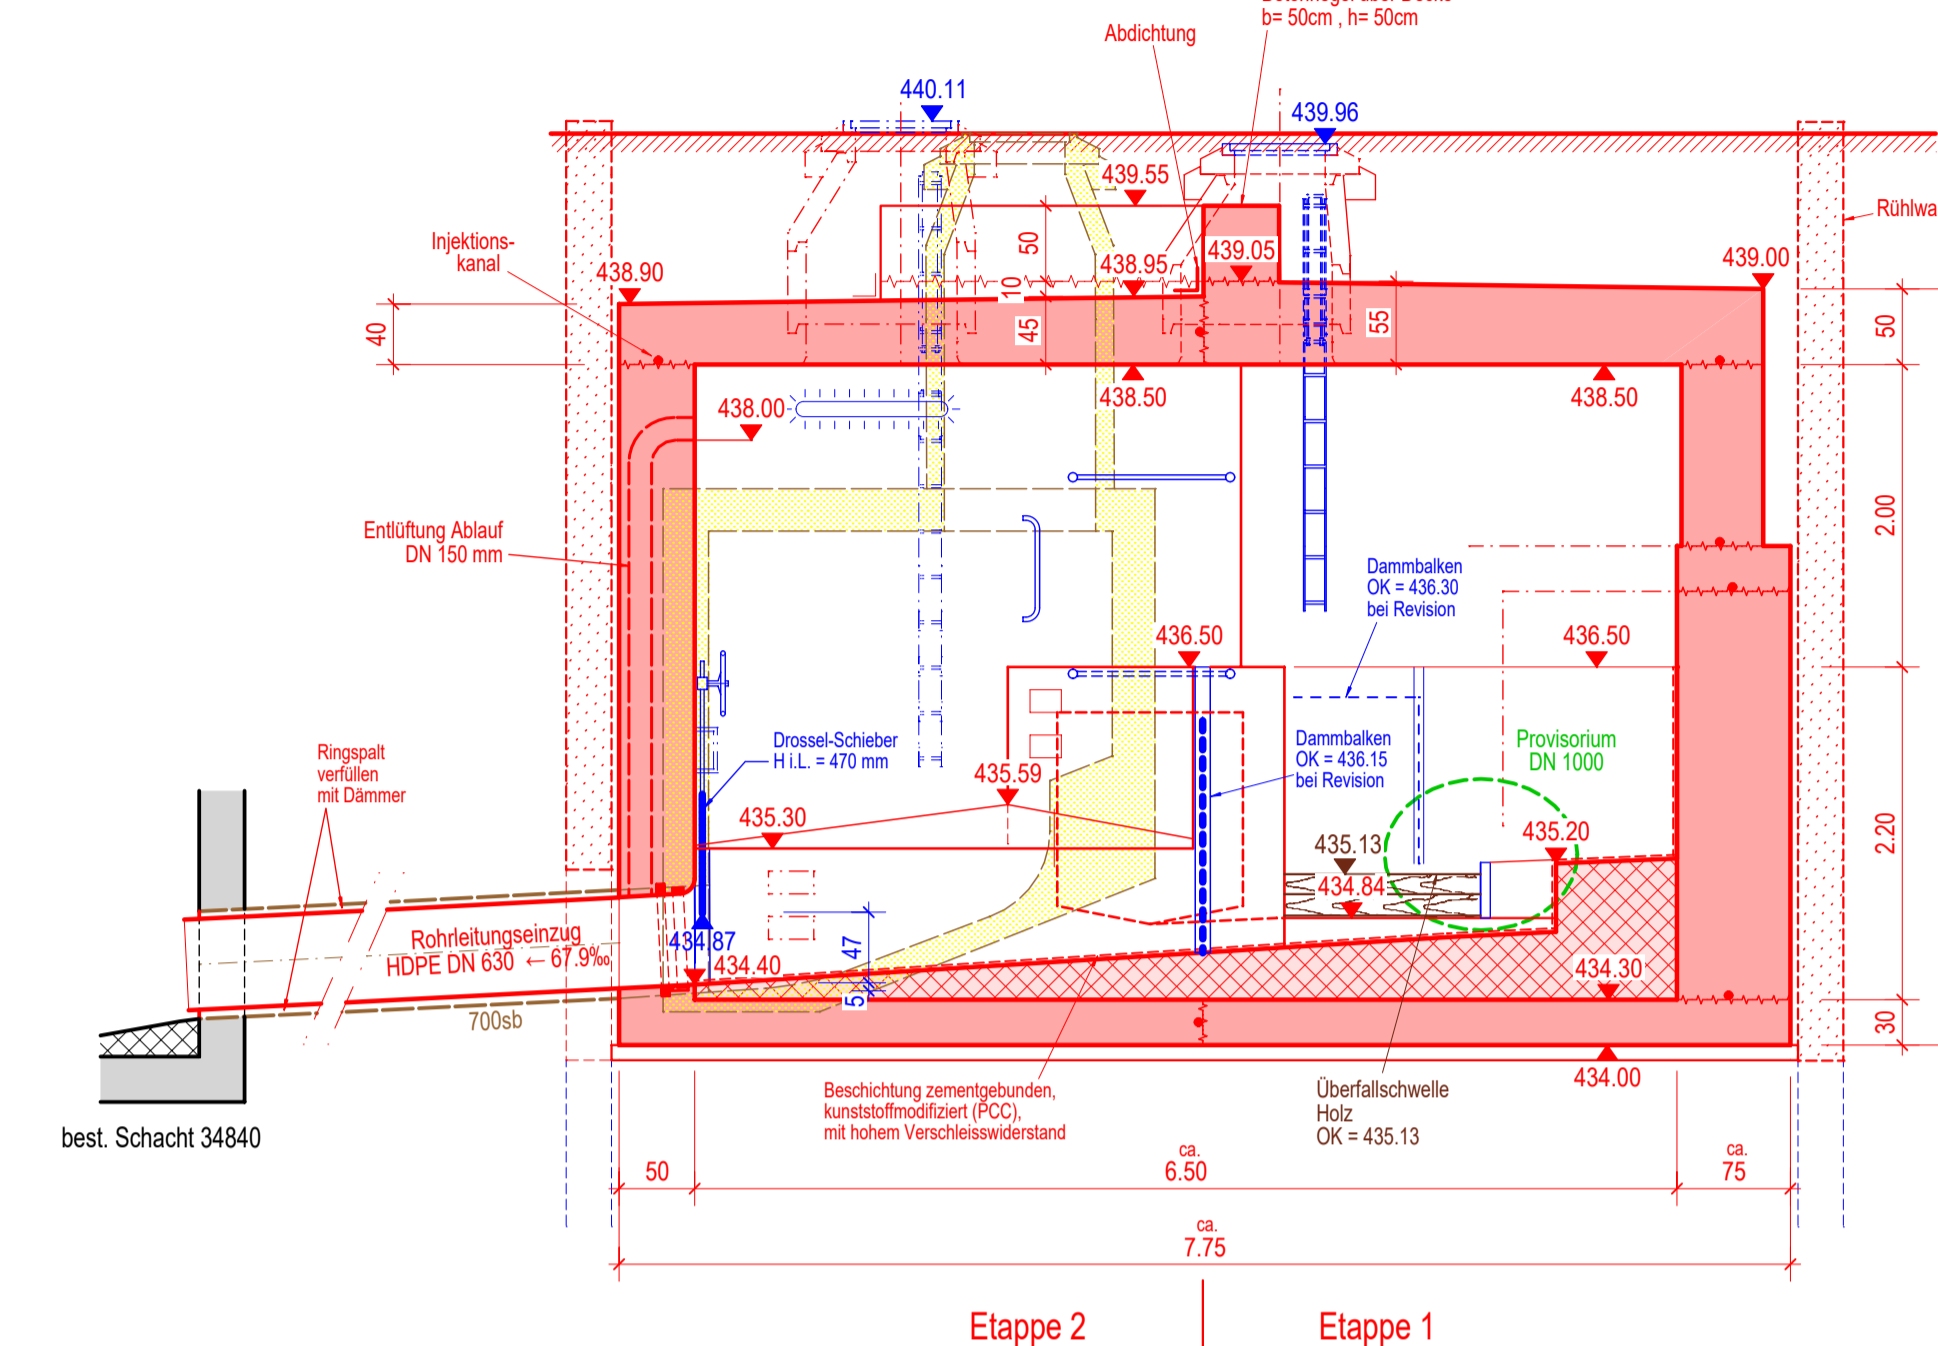 b= 50cm , h= 50cm
Abdichtung
440.11
439.96
439.55
Rühlwa
Injektions-
kanal
438.90
50
438.95
439.05
439.00
10
40
45
55
50
438.00
438.50
438.50
2.00
Entlüftung Ablauf
DN 150 mm
Dammbalken
OK = 436.30
bei Revision
436.50
436.50
Ringspalt
verfüllen
mit Dämmer
Drossel-Schieber
H i.L. = 470 mm
Dammbalken
OK = 436.15
bei Revision
Provisorium
DN 1000
435.59
435.30
435.13
435.20
2.20
434.84
Rohrleitungseinzug
HDPE DN 630 ← 67.9‰
434.87
47
434.40
434.30
5
700sb
30
434.00
Beschichtung zementgebunden,
kunststoffmodifiziert (PCC),
mit hohem Verschleisswiderstand
Überfallschwelle
Holz
OK = 435.13
best. Schacht 34840
50
ca.
6.50
ca.
75
ca.
7.75
Etappe 2
Etappe 1